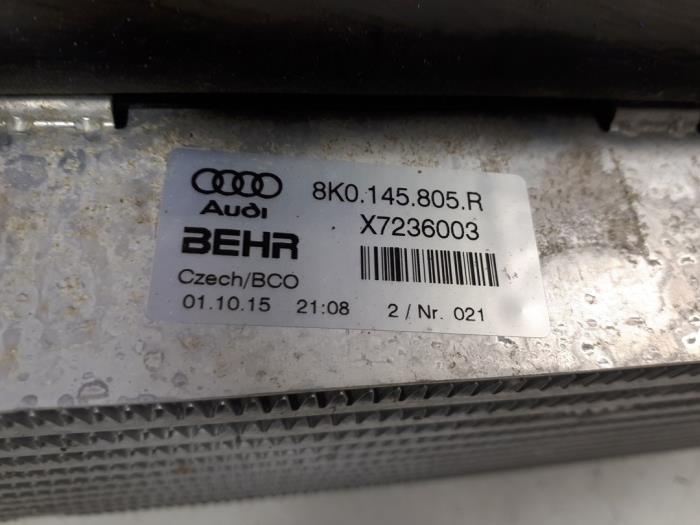 8K0.145.805.R
Audi
X7236003
BEHR
Czech/BCO
01.10.15 21:08 2 / Nr. 021